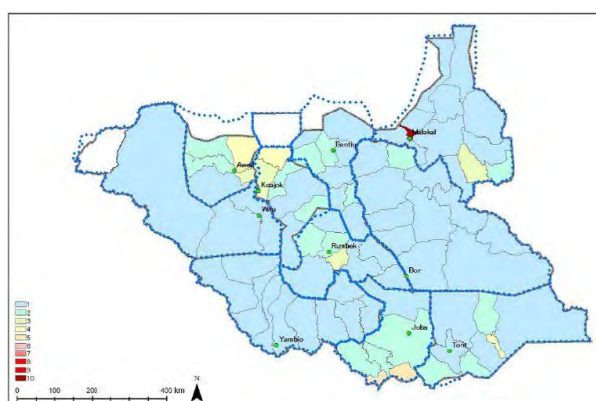 Malakal
Bentiu
Aweil
Kuajok
Wau
Rumbek
Bor
Juba
Torit
Yambio
1
2
3
4
5
6
7
8
9
10
N
0 100 200 400 km